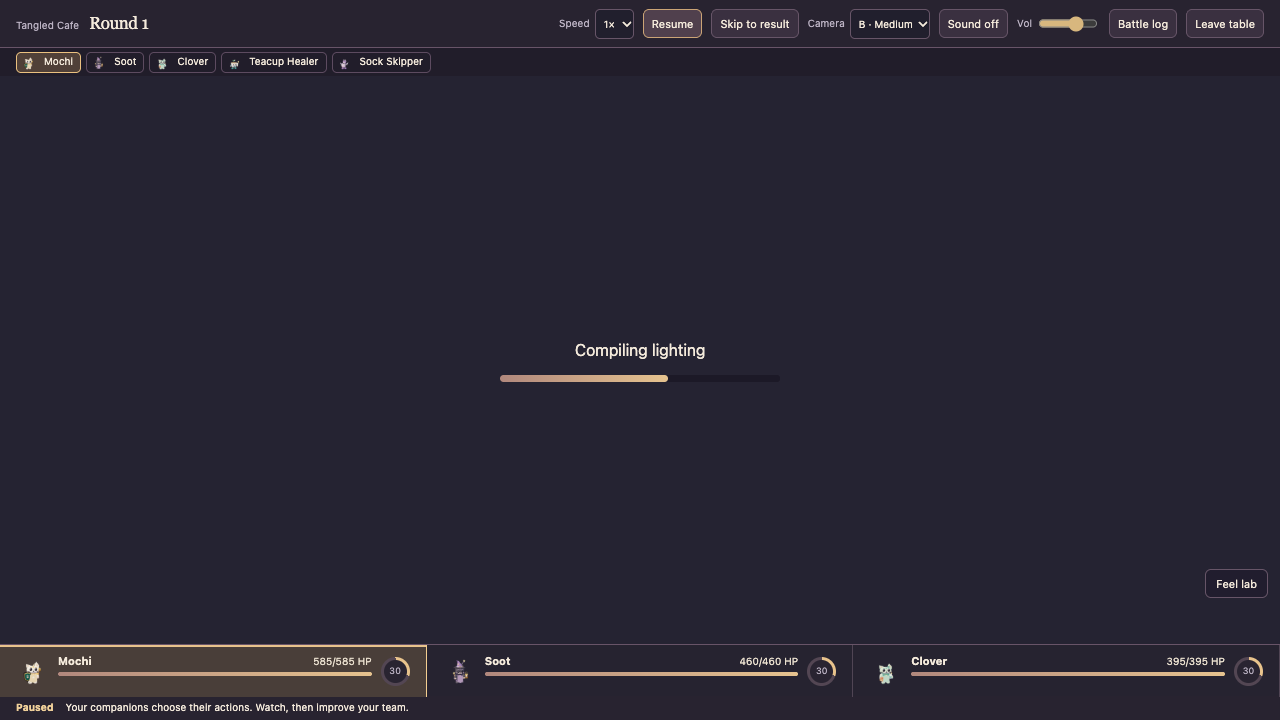 Tangled Cafe Round 1 Speed 1x Resume Skip to result Camera B - Medium Sound off Vol Battle log Leave table
Mochi Soot Clover Teacup Healer Sock Skipper
Compiling lighting
Feel lab
Mochi 585/585 HP 30 Soot 460/460 HP 30 Clover 395/395 HP 30
Paused Your companions choose their actions. Watch, then improve your team.